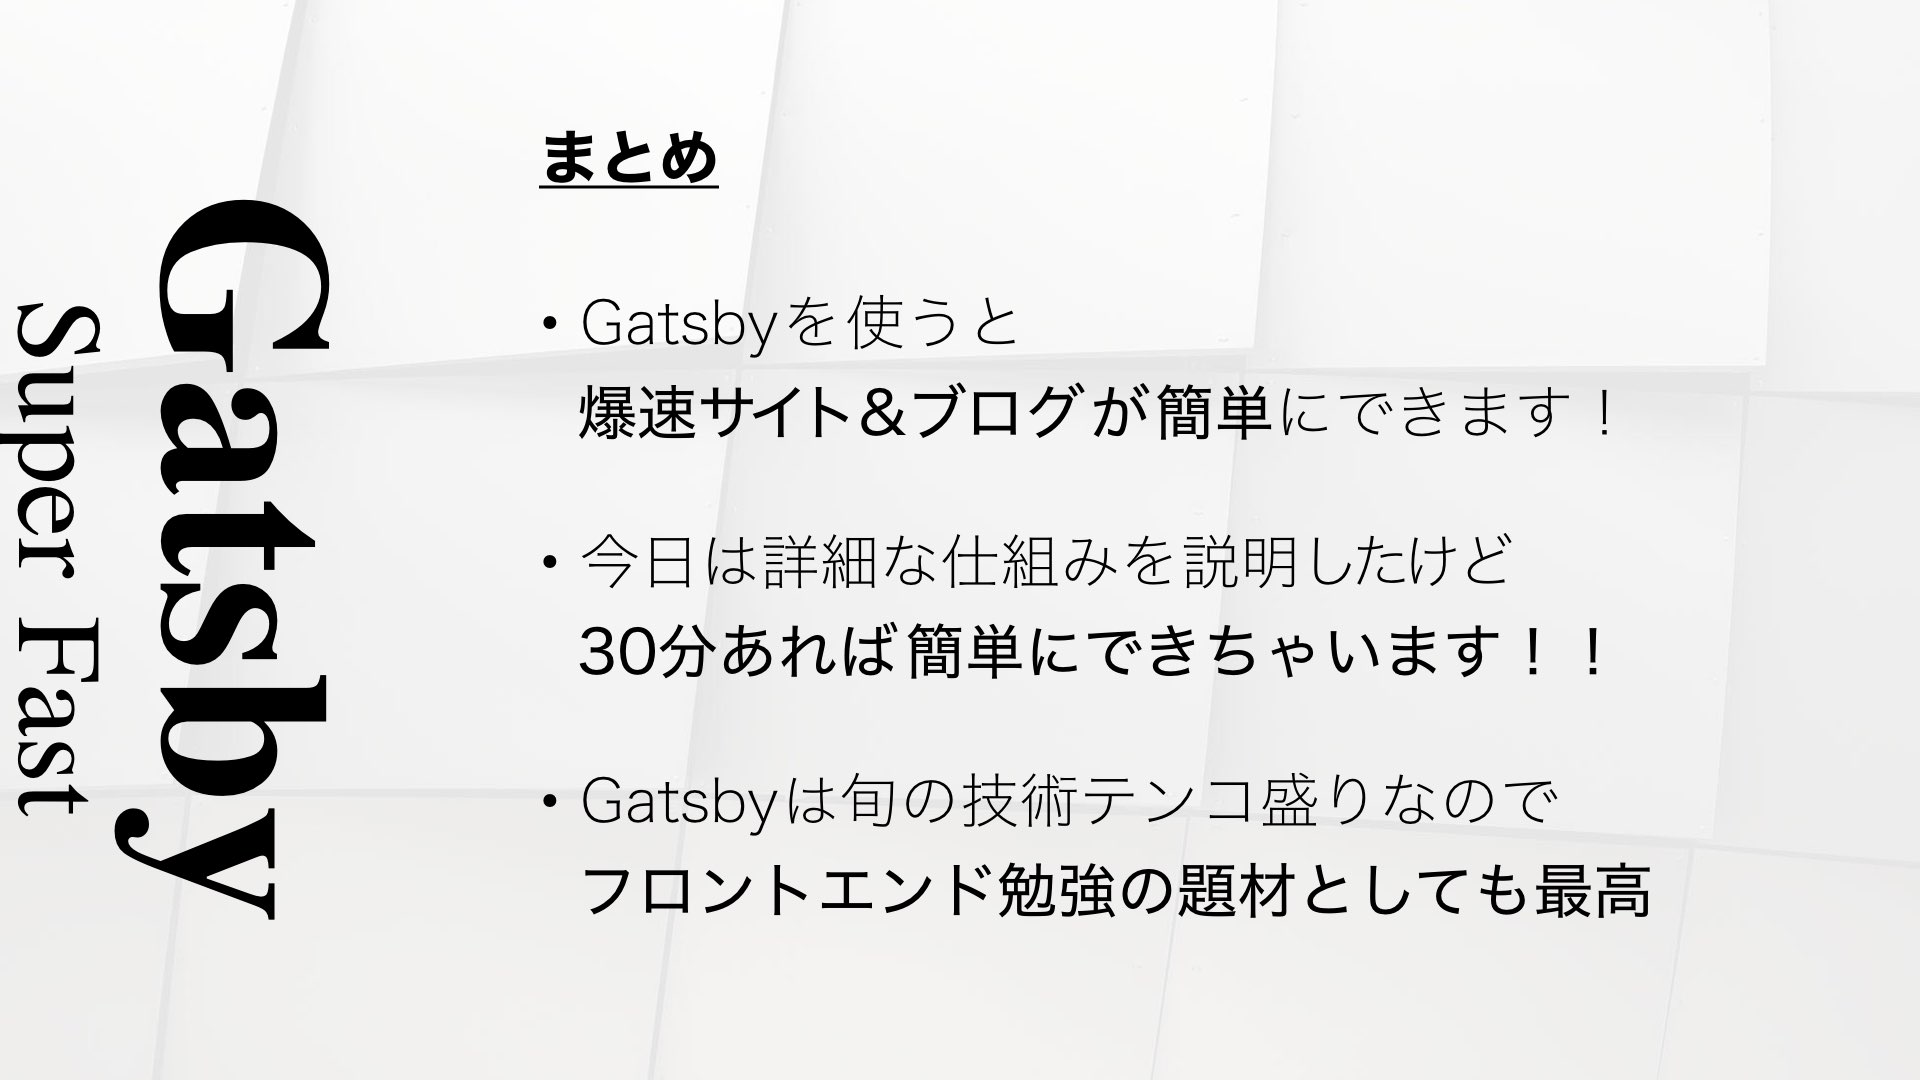 Gatsby
Super Fast
まとめ
・Gatsbyを使うと
爆速サイト&ブログが簡単にできます！
・今日は詳細な仕組みを説明したけど
30分あれば簡単にできちゃいます！！
・Gatsbyは旬の技術テンコ盛りなので
フロントエンド勉強の題材としても最高